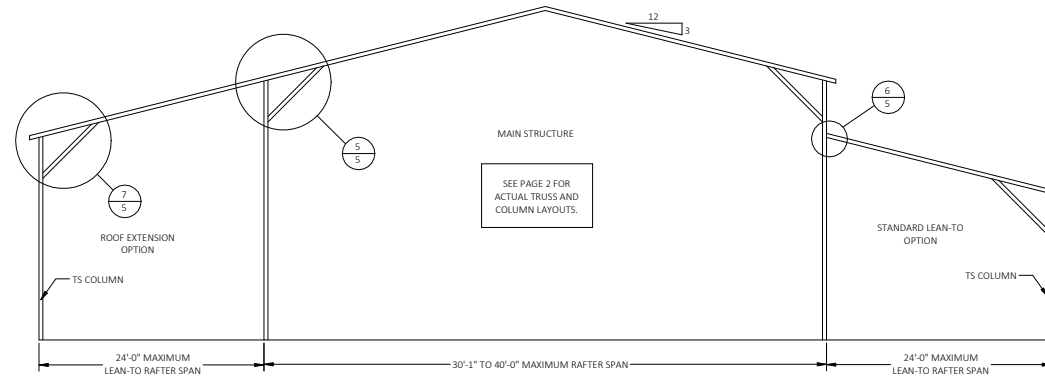 12
3
6
5
5
5
7
5
MAIN STRUCTURE
SEE PAGE 2 FOR
ACTUAL TRUSS AND
COLUMN LAYOUTS.
ROOF EXTENSION
OPTION
STANDARD LEAN-TO
OPTION
TS COLUMN
TS COLUMN
24'-0" MAXIMUM
LEAN-TO RAFTER SPAN
30'-1" TO 40'-0" MAXIMUM RAFTER SPAN
24'-0" MAXIMUM
LEAN-TO RAFTER SPAN